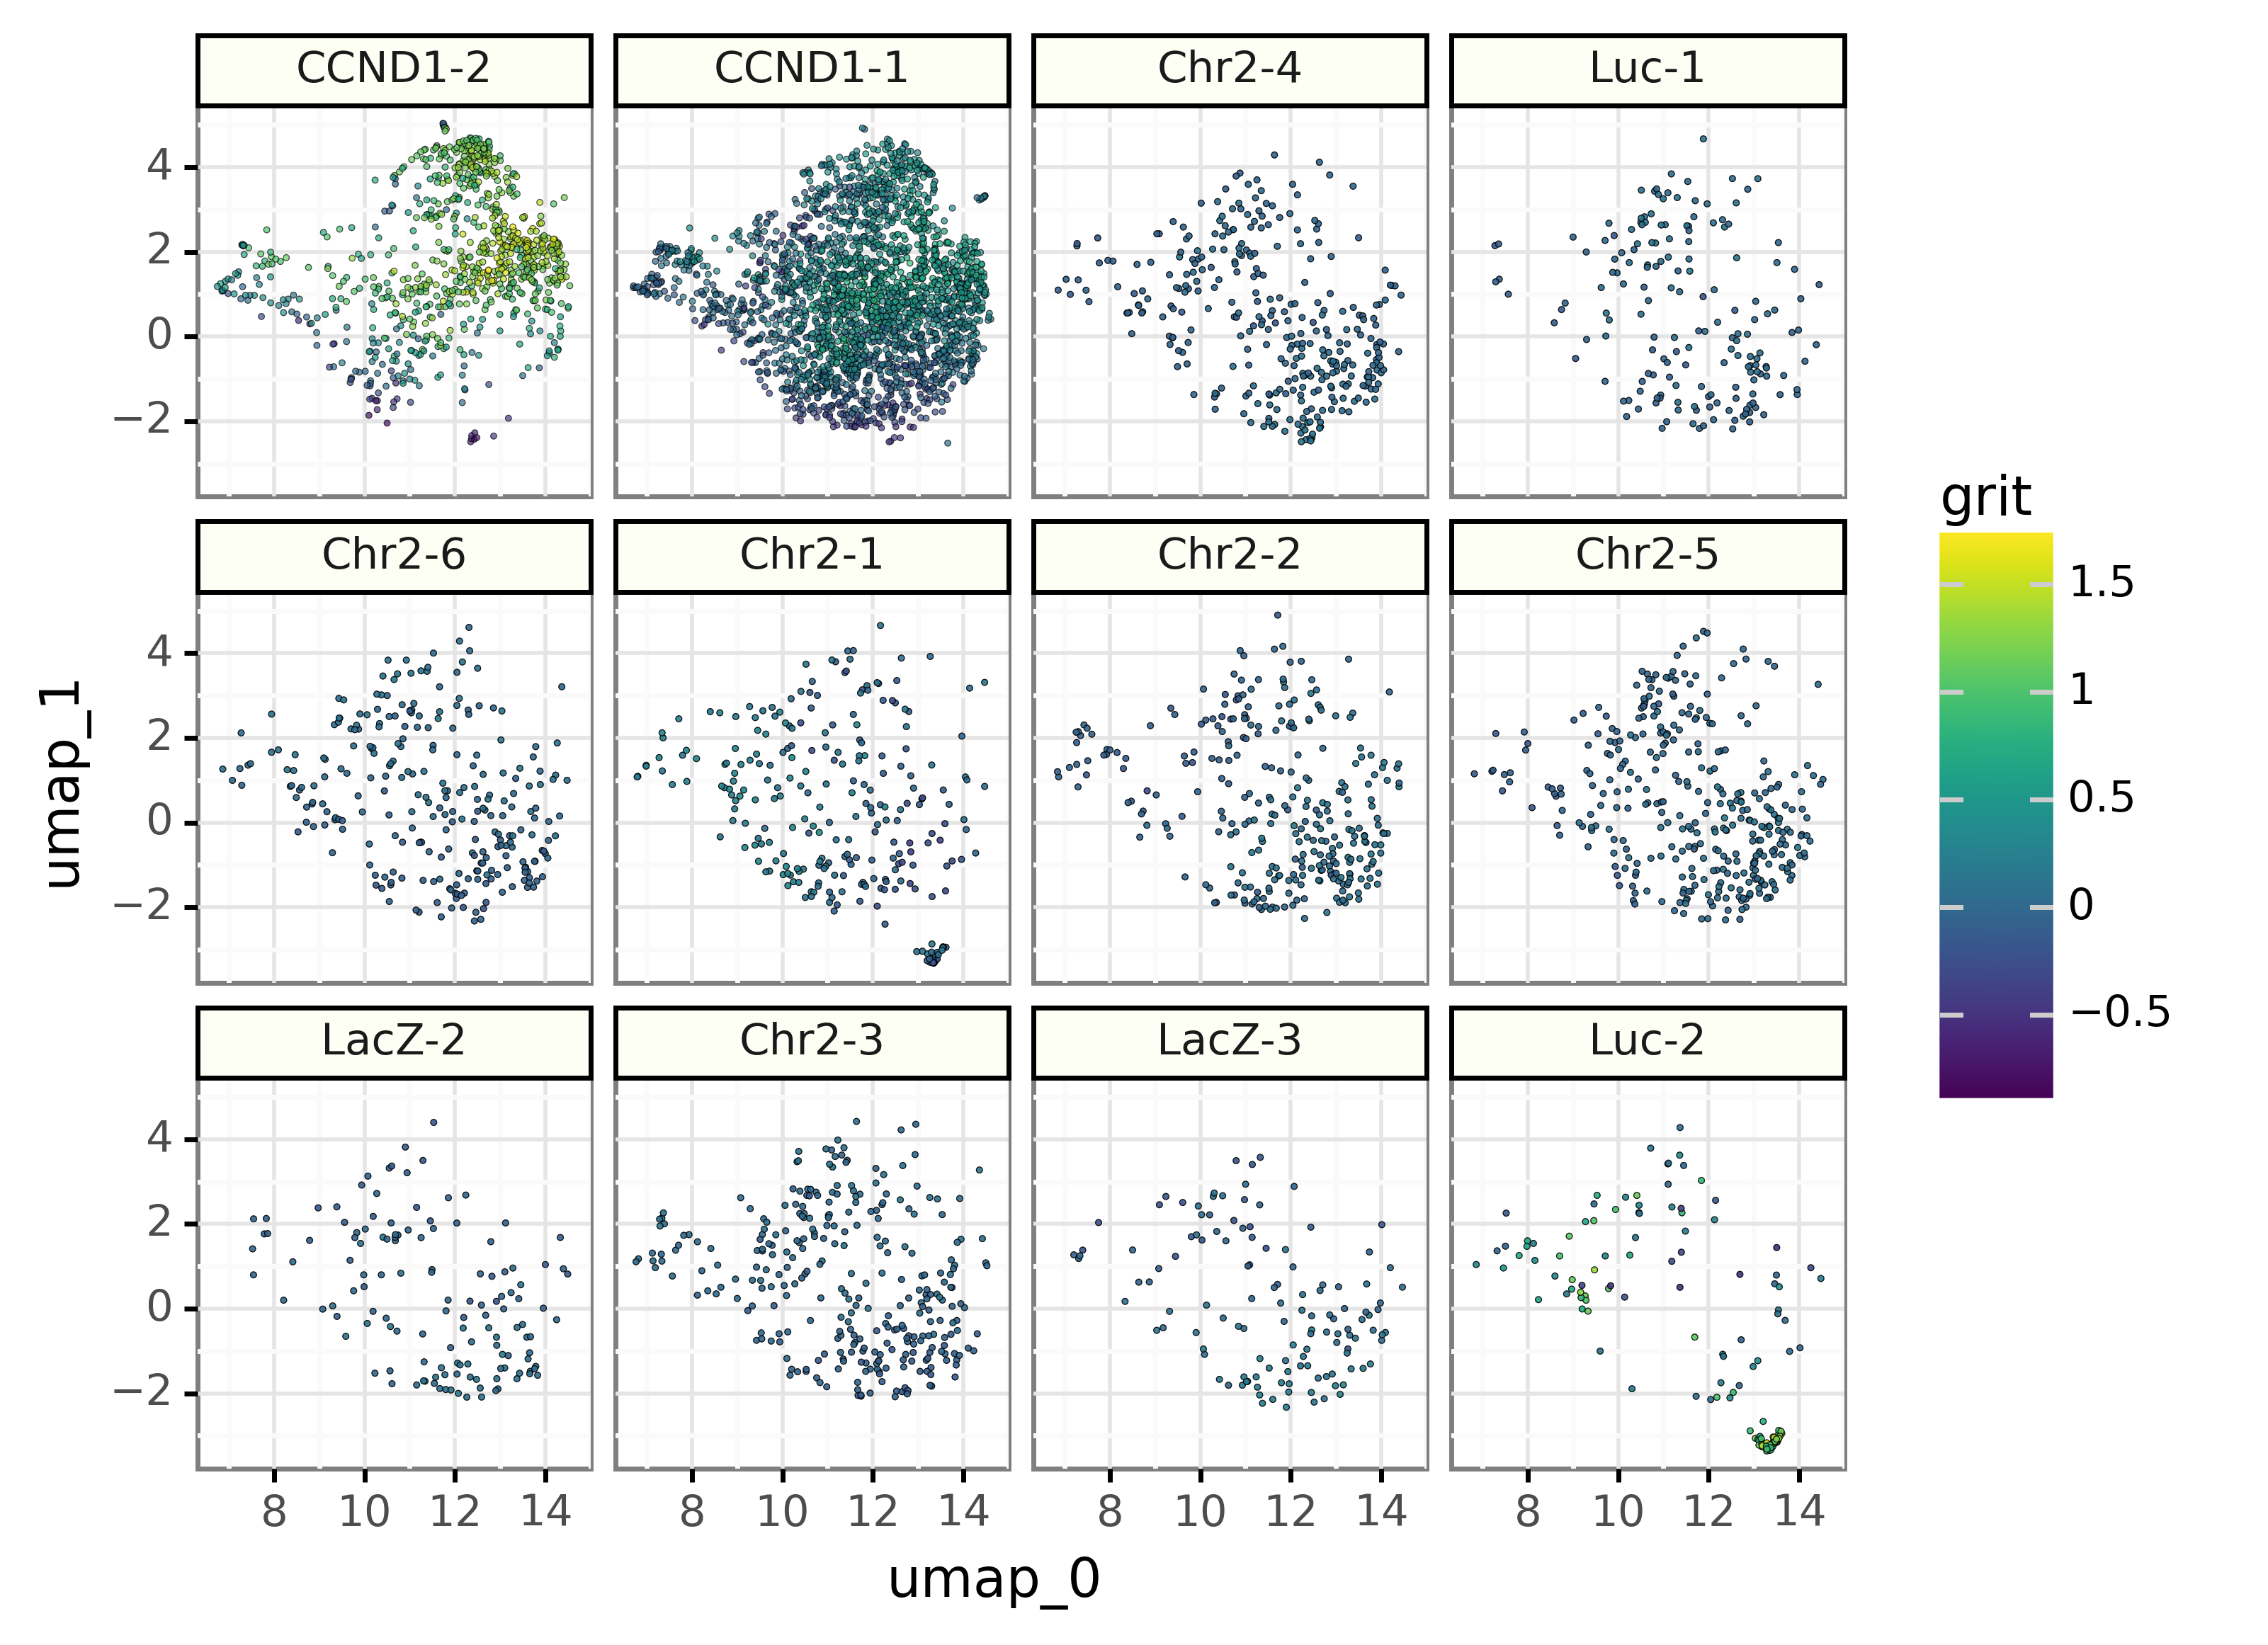 CCND1-2 CCND1-1 Chr2-4 Luc-1
4
2
0
−2
Chr2-6 Chr2-1 Chr2-2 Chr2-5
4
2
0
−2
LacZ-2 Chr2-3 LacZ-3 Luc-2
4
2
0
−2
8 10 12 14 8 10 12 14 8 10 12 14 8 10 12 14
umap_0
umap_1
grit
1.5
1
0.5
0
−0.5